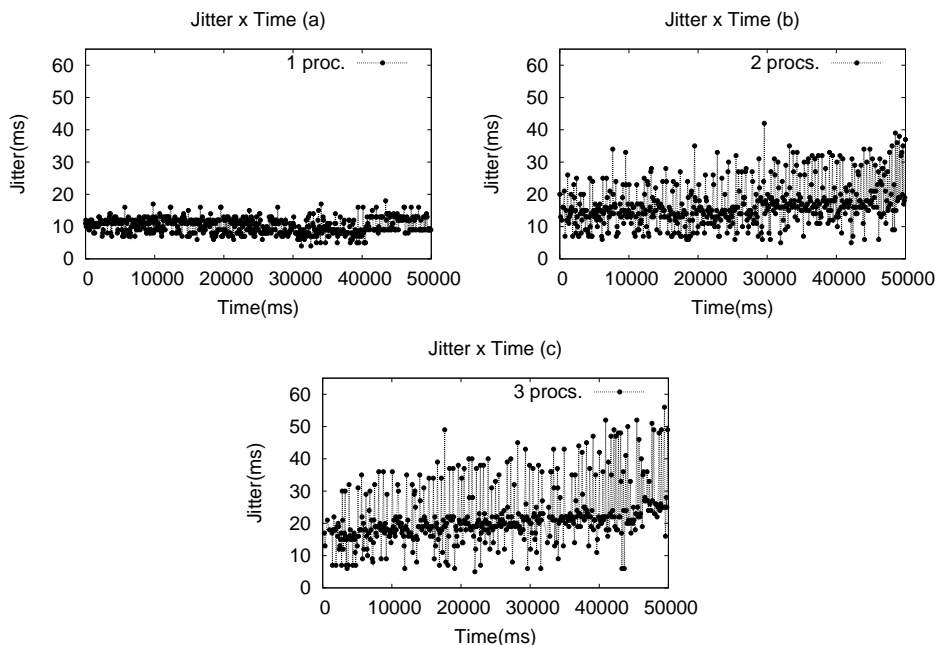 Jitter x Time (a)
60
50
40
30
20
10
0
Jitter(ms)
1 proc.
0 10000 20000 30000 40000 50000
Time(ms)
Jitter x Time (b)
60
50
40
30
20
10
0
Jitter(ms)
2 procs.
0 10000 20000 30000 40000 50000
Time(ms)
Jitter x Time (c)
60
50
40
30
20
10
0
Jitter(ms)
3 procs.
0 10000 20000 30000 40000 50000
Time(ms)